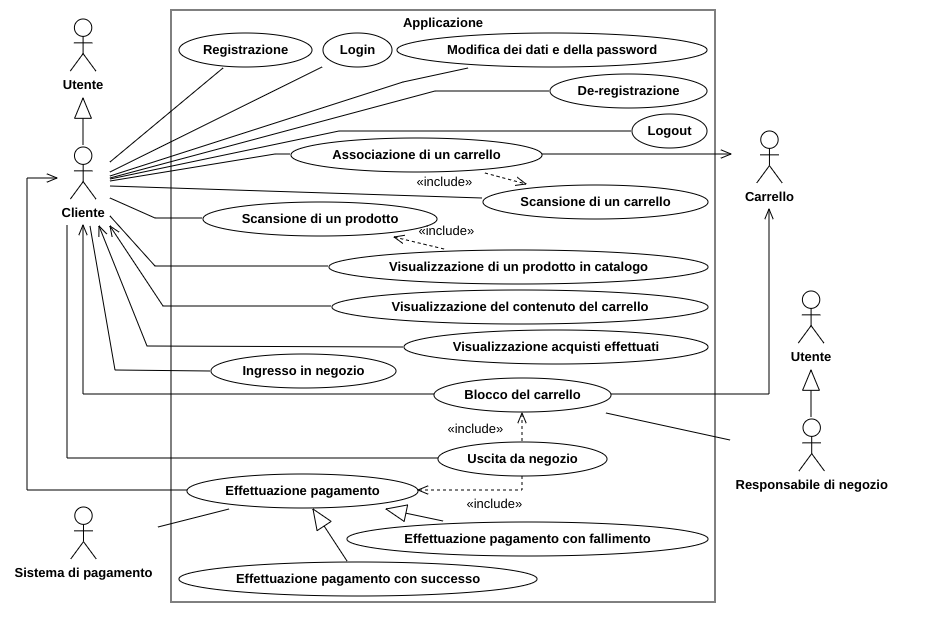 Applicazione
Registrazione
Login
Modifica dei dati e della password
Utente
De-registrazione
Logout
Associazione di un carrello
«include»
Scansione di un carrello
Carrello
Cliente
Scansione di un prodotto
«include»
Visualizzazione di un prodotto in catalogo
Visualizzazione del contenuto del carrello
Visualizzazione acquisti effettuati
Utente
Ingresso in negozio
Blocco del carrello
«include»
Uscita da negozio
Responsabile di negozio
Effettuazione pagamento
«include»
Effettuazione pagamento con fallimento
Sistema di pagamento
Effettuazione pagamento con successo